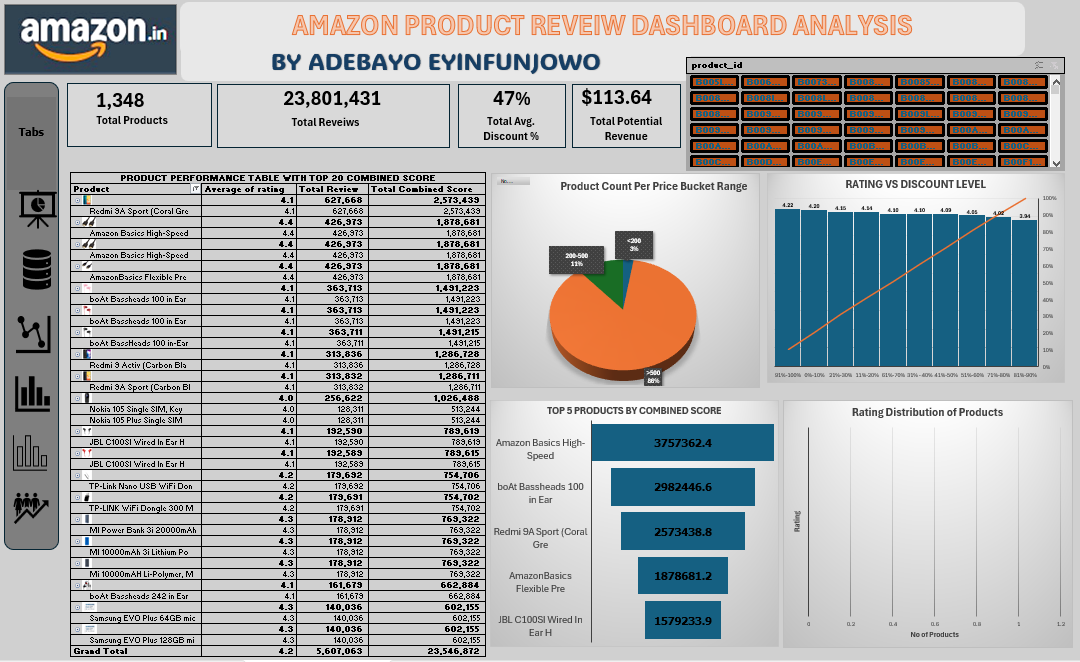 amazon.in
AMAZON PRODUCT REVEIW DASHBOARD ANALYSIS
BY ADEBAYO EYINFUNJOWO
product_id
Tabs
1,348
Total Products
23,801,431
Total Reveiws
47%
Total Avg.
Discount %
$113.64
Total Potential
Revenue
PRODUCT PERFORMANCE TABLE WITH TOP 20 COMBINED SCORE
Product Average of rating Total Review Total Combined Score
4.1 627,668 2,573,439
Redmi 9A Sport (Coral Gre 4.1 627,668 2,573,439
4.4 426,973 1,878,681
Amazon Basics High-Speed 4.4 426,973 1,878,681
4.4 426,973 1,878,681
Amazon Basics High-Speed 4.4 426,973 1,878,681
4.4 426,973 1,878,681
AmazonBasics Flexible Pre 4.4 426,973 1,878,681
4.1 363,713 1,491,223
boAt Bassheads 100 in Ear 4.1 363,713 1,491,223
4.1 363,713 1,491,223
boAt Bassheads 100 in Ear 4.1 363,713 1,491,223
4.1 363,711 1,491,215
boAt BassHeads 100 in-Ear 4.1 363,711 1,491,215
4.1 313,836 1,286,728
Redmi 9 Activ (Carbon Bla 4.1 313,836 1,286,728
4.1 313,832 1,286,711
Redmi 9A Sport (Carbon Bl 4.1 313,832 1,286,711
4.0 256,622 1,026,488
Nokia 105 Single SIM, Key 4.0 128,311 513,244
Nokia 105 Plus Single SIM 4.0 128,311 513,244
4.1 192,590 789,619
JBL C100SI Wired In Ear H 4.1 192,590 789,619
4.1 192,589 789,615
JBL C100SI Wired In Ear H 4.1 192,589 789,615
4.2 179,692 754,706
TP-Link Nano USB WiFi Don 4.2 179,692 754,706
4.2 179,691 754,702
TP-LINK WiFi Dongle 300 M 4.2 179,691 754,702
4.3 178,912 769,322
MI Power Bank 3i 20000mAh 4.3 178,912 769,322
4.3 178,912 769,322
MI 10000mAh 3i Lithium Po 4.3 178,912 769,322
4.3 178,912 769,322
Mi 10000mAH Li-Polymer, M 4.3 178,912 769,322
4.1 161,679 662,884
boAt Bassheads 242 in Ear 4.1 161,679 662,884
4.3 140,036 602,155
Samsung EVO Plus 64GB mic 4.3 140,036 602,155
4.3 140,036 602,155
Samsung EVO Plus 128GB mi 4.3 140,036 602,155
Grand Total 4.2 5,607,063 23,546,872
Product Count Per Price Bucket Range
<200
3%
200-500
11%
>500
86%
RATING VS DISCOUNT LEVEL
4.22 4.20 4.15 4.14 4.10 4.10 4.09 4.05 4.02 3.94
100%
90%
80%
70%
60%
50%
40%
30%
20%
10%
0%
91%-100% 0%-10% 21%-30% 11%-20% 61%-70% 31%-40% 41%-50% 51%-60% 71%-80% 81%-90%
TOP 5 PRODUCTS BY COMBINED SCORE
Amazon Basics High-
Speed
3757362.4
boAt Bassheads 100
in Ear
2982446.6
Redmi 9A Sport (Coral
Gre
2573438.8
AmazonBasics
Flexible Pre
1878681.2
JBL C100SI Wired In
Ear H
1579233.9
Rating Distribution of Products
Rating
0 0.2 0.4 0.6 0.8 1 1.2
No of Products